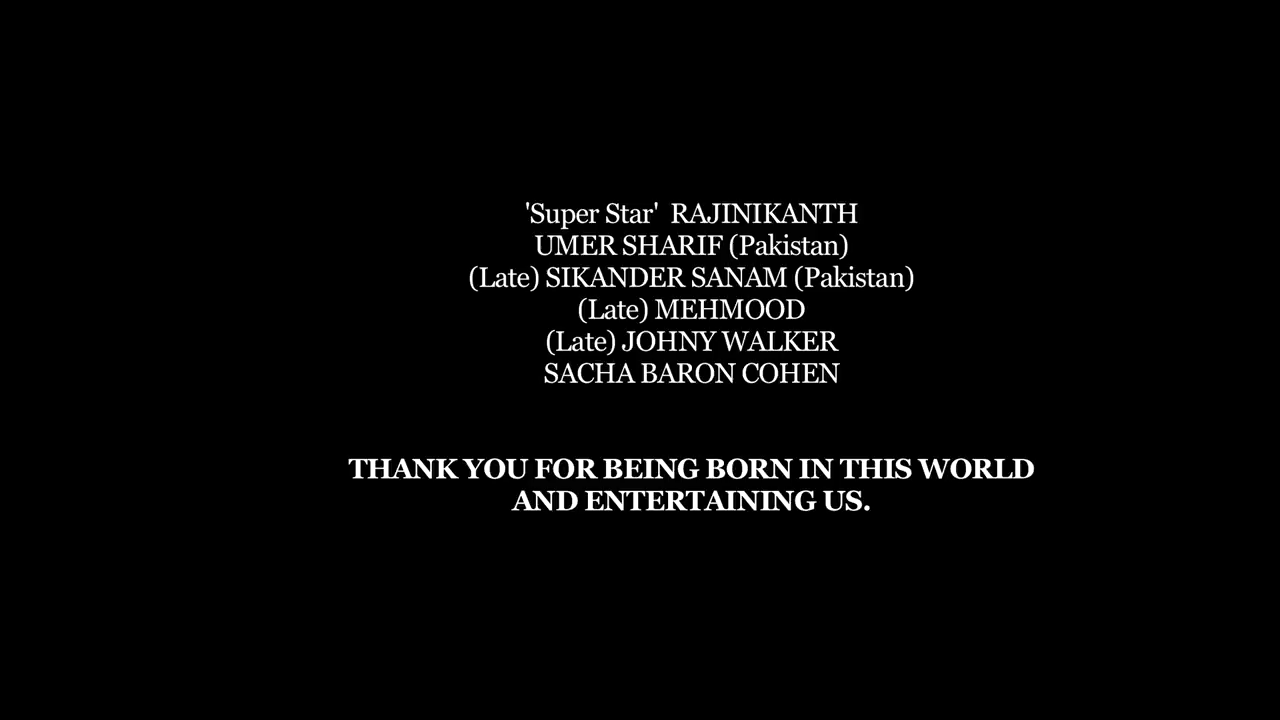 'Super Star'  RAJINIKANTH
UMER SHARIF (Pakistan)
(Late) SIKANDER SANAM (Pakistan)
(Late) MEHMOOD
(Late) JOHNY WALKER
SACHA BARON COHEN
THANK YOU FOR BEING BORN IN THIS WORLD
AND ENTERTAINING US.